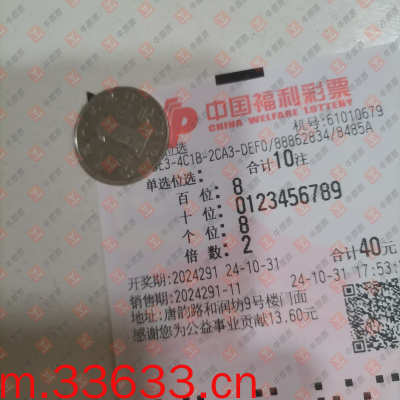 中国福利彩票
CHINA WELFARE LOTTERY
位选
机号:61010679
E3-4C1B-2CA3-DEF0/88862834/8485A
单选位选:
合计10注
百 位: 8
十 位: 0123456789
个 位: 8
倍 数: 2
合计40元
开奖期:2024291 24-10-31
24-10-31 17:53:
销售期:2024291-11
地址:唐韵路和润坊9号楼门面
感谢您为公益事业贡献13.60元
m.33633.cn